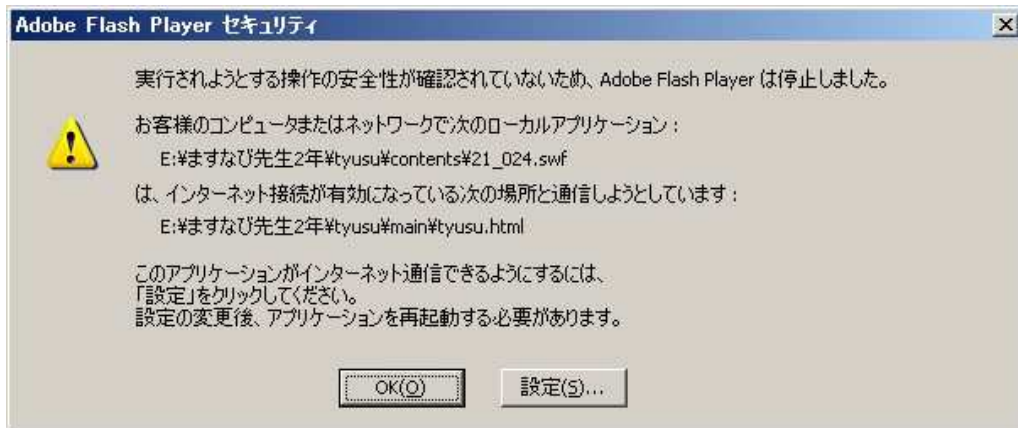 Adobe Flash Player セキュリティ
実行されようとする操作の安全性が確認されていないため、Adobe Flash Player は停止しました。
お客様のコンピュータまたはネットワークで次のローカルアプリケーション :
E:¥ますなび先生2年¥tyusu¥contents¥21_024.swf
は、インターネット接続が有効になっている次の場所と通信しようとしています :
E:¥ますなび先生2年¥tyusu¥main¥tyusu.html
このアプリケーションがインターネット通信できるようにするには、
「設定」をクリックしてください。
設定の変更後、アプリケーションを再起動する必要があります。
OK(O)
設定(S)...